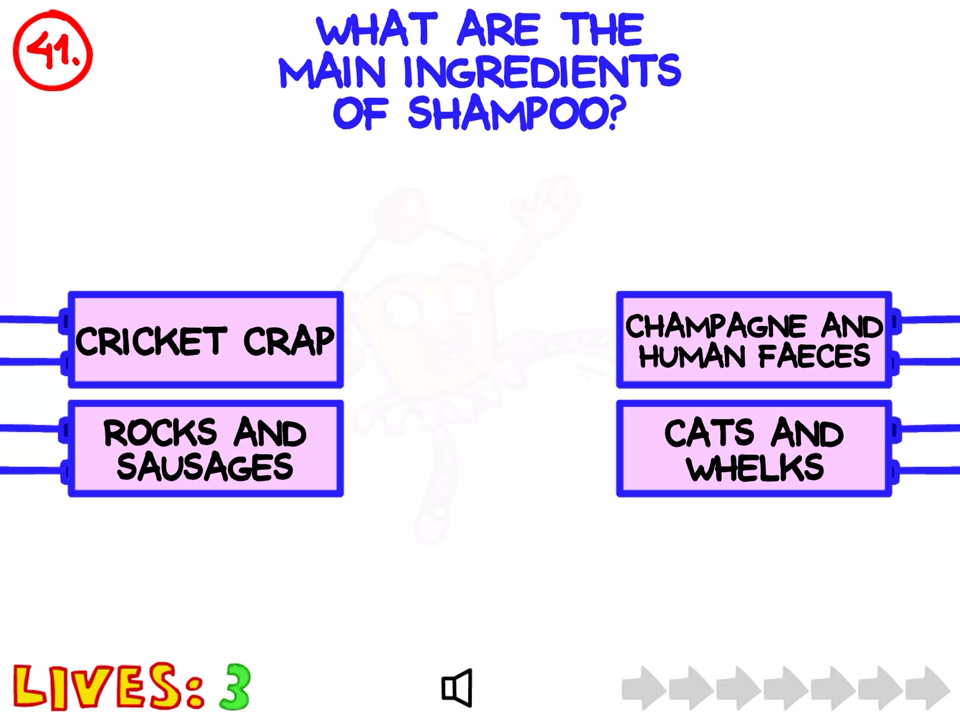 41.
WHAT ARE THE
MAIN INGREDIENTS
OF SHAMPOO?
CRICKET CRAP
CHAMPAGNE AND
HUMAN FAECES
ROCKS AND
SAUSAGES
CATS AND
WHELKS
LIVES: 3